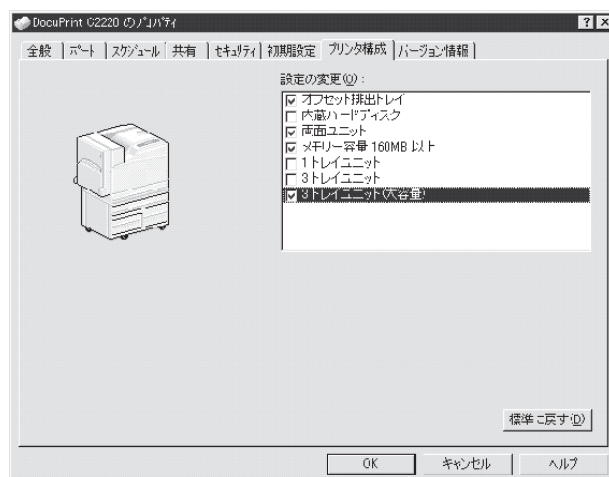 DocuPrint C2220 のプロパティ
全般 ポート スケジュール 共有 セキュリティ 初期設定 プリンタ構成 バージョン情報
設定の変更(O):
オフセット排出トレイ
内蔵ハードディスク
両面ユニット
メモリー容量 160MB 以上
1トレイユニット
3トレイユニット
3トレイユニット(大容量)
標準に戻す(D)
OK キャンセル ヘルプ